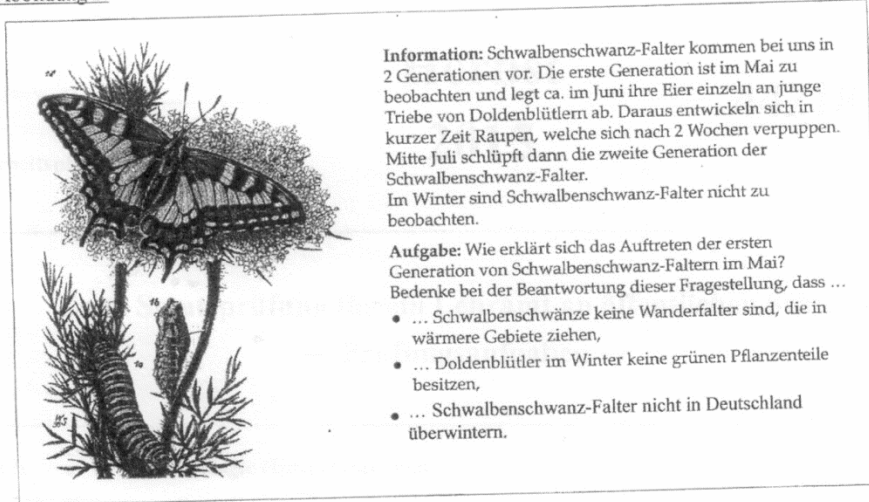 Information: Schwalbenschwanz-Falter kommen bei uns in
2 Generationen vor. Die erste Generation ist im Mai zu
beobachten und legt ca. im Juni ihre Eier einzeln an junge
Triebe von Doldenblütlern ab. Daraus entwickeln sich in
kurzer Zeit Raupen, welche sich nach 2 Wochen verpuppen.
Mitte Juli schlüpft dann die zweite Generation der
Schwalbenschwanz-Falter.
Im Winter sind Schwalbenschwanz-Falter nicht zu
beobachten.
Aufgabe: Wie erklärt sich das Auftreten der ersten
Generation von Schwalbenschwanz-Faltern im Mai?
Bedenke bei der Beantwortung dieser Fragestellung, dass …
• … Schwalbenschwänze keine Wanderfalter sind, die in
wärmere Gebiete ziehen,
• … Doldenblütler im Winter keine grünen Pflanzenteile
besitzen,
• … Schwalbenschwanz-Falter nicht in Deutschland
überwintern.